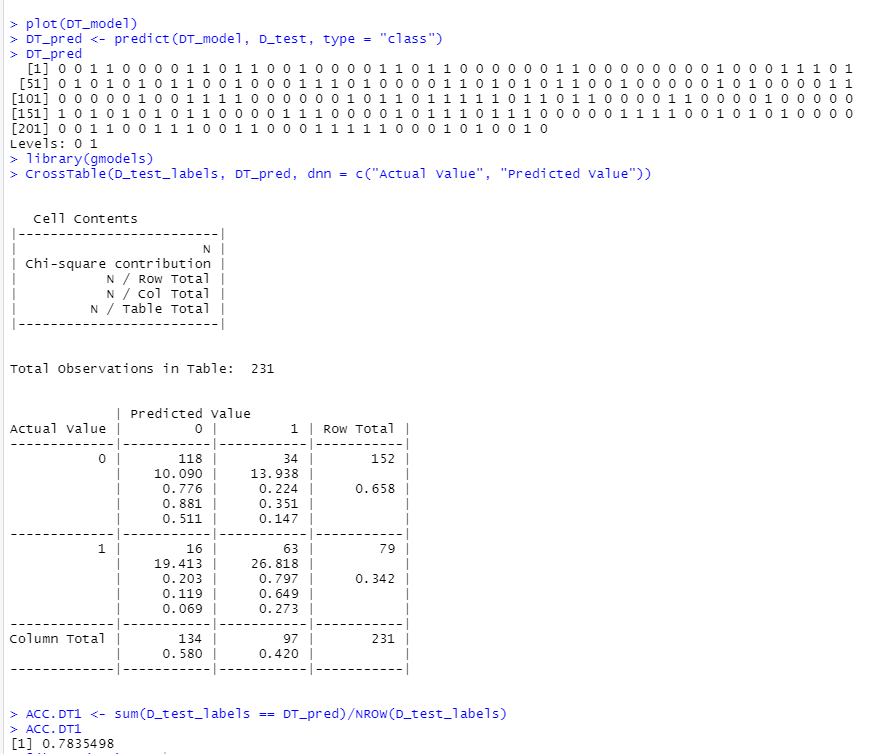 > plot(DT_model)
> DT_pred <- predict(DT_model, D_test, type = "class")
> DT_pred
[1] 0 0 1 1 0 0 0 0 1 1 0 1 1 0 0 1 0 0 0 0 1 1 0 1 1 0 0 0 0 0 0 1 1 0 0 0 0 0 0 0 0 1 0 0 0 1 1 1 0 1
[51] 0 1 0 1 0 1 0 1 1 0 0 1 0 0 0 1 1 1 0 1 0 0 0 0 1 1 0 1 0 1 0 1 1 0 0 1 0 0 0 0 0 1 0 1 0 0 0 0 1 1
[101] 0 0 0 0 0 1 0 0 1 1 1 1 0 0 0 0 0 0 0 1 0 1 1 0 1 1 1 1 1 0 1 1 0 1 1 0 0 0 0 1 1 0 0 0 0 1 0 0 0 0 0
[151] 1 0 1 0 1 0 1 0 1 1 0 0 0 0 1 1 1 0 0 0 0 1 0 1 1 1 0 1 1 1 0 0 0 0 0 1 1 1 1 0 0 1 0 1 0 1 0 0 0 0
[201] 0 0 1 1 0 0 1 1 1 0 0 1 1 0 0 0 1 1 1 1 1 0 0 0 1 0 1 0 0 1 0
Levels: 0 1
> library(gmodels)
> CrossTable(D_test_labels, DT_pred, dnn = c("Actual Value", "Predicted Value"))
Cell Contents
|-------------------------|
| N |
| Chi-square contribution |
| N / Row Total |
| N / Col Total |
| N / Table Total |
|-------------------------|
Total Observations in Table: 231
| Predicted Value
Actual Value | 0 | 1 | Row Total |
-------------|-----------|-----------|-----------|
0 | 118 | 34 | 152 |
| 10.090 | 13.938 | |
| 0.776 | 0.224 | 0.658 |
| 0.881 | 0.351 | |
| 0.511 | 0.147 | |
-------------|-----------|-----------|-----------|
1 | 16 | 63 | 79 |
| 19.413 | 26.818 | |
| 0.203 | 0.797 | 0.342 |
| 0.119 | 0.649 | |
| 0.069 | 0.273 | |
-------------|-----------|-----------|-----------|
Column Total | 134 | 97 | 231 |
| 0.580 | 0.420 | |
-------------|-----------|-----------|-----------|
> ACC.DT1 <- sum(D_test_labels == DT_pred)/NROW(D_test_labels)
> ACC.DT1
[1] 0.7835498